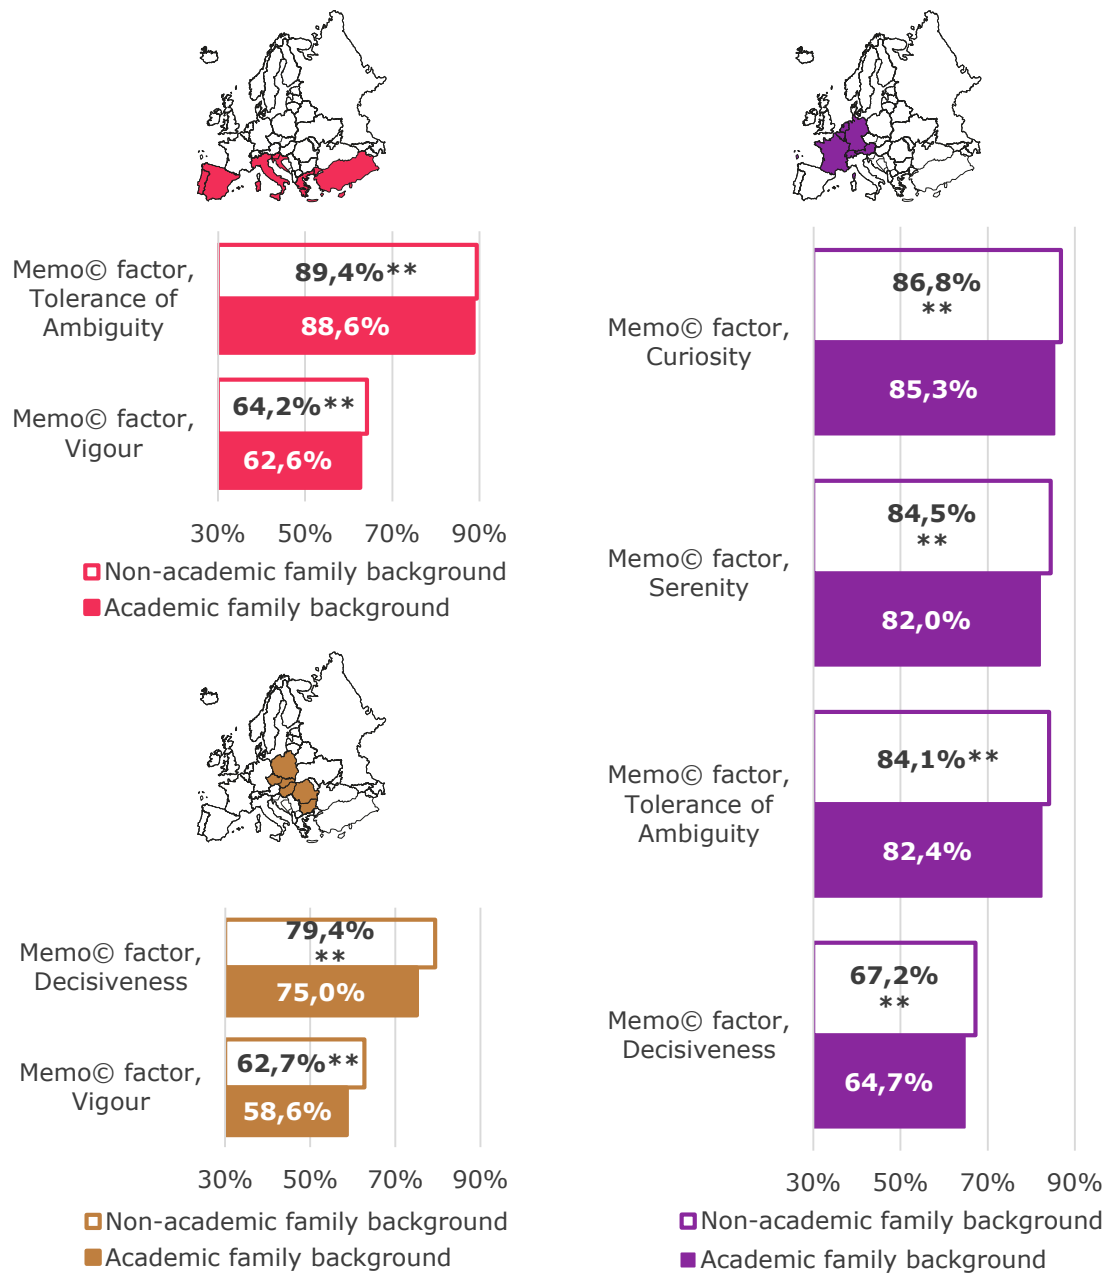 Memo© factor,
Tolerance of
Ambiguity
89,4%**
88,6%
Memo© factor,
Vigour
64,2%**
62,6%
30% 50% 70% 90%
Non-academic family background
Academic family background
Memo© factor,
Decisiveness
79,4%
**
75,0%
Memo© factor,
Vigour
62,7%**
58,6%
30% 50% 70% 90%
Non-academic family background
Academic family background
Memo© factor,
Curiosity
86,8%
**
85,3%
Memo© factor,
Serenity
84,5%
**
82,0%
Memo© factor,
Tolerance of
Ambiguity
84,1%**
82,4%
Memo© factor,
Decisiveness
67,2%
**
64,7%
30% 50% 70% 90%
Non-academic family background
Academic family background